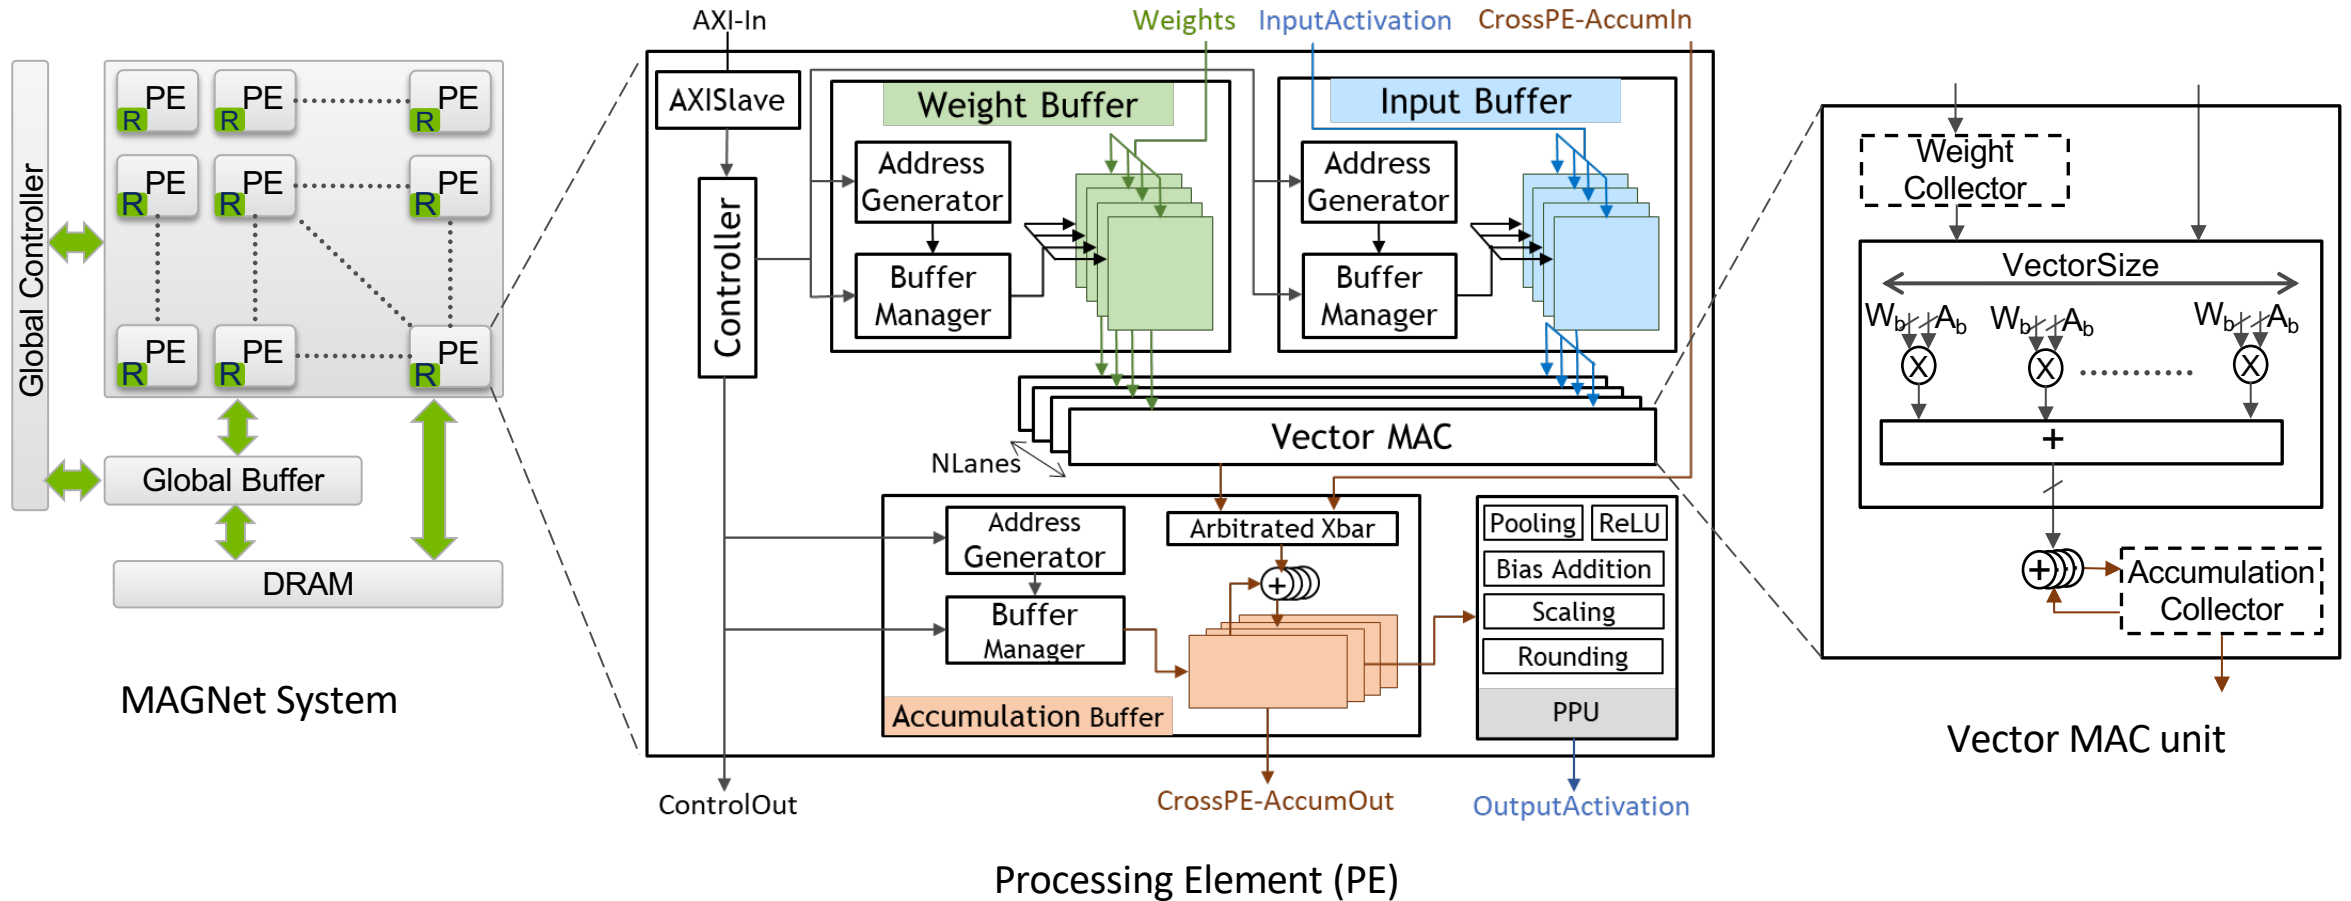 Global Controller
PE
R
PE
R
PE
R
PE
R
PE
R
PE
R
PE
R
PE
R
PE
R
Global Buffer
DRAM
MAGNet System
AXI-In
Weights
InputActivation
CrossPE-AccumIn
AXISlave
Controller
Weight Buffer
Address
Generator
Buffer
Manager
Input Buffer
Address
Generator
Buffer
Manager
Vector MAC
NLanes
Address
Generator
Buffer
Manager
Arbitrated Xbar
+
Accumulation Buffer
Pooling
ReLU
Bias Addition
Scaling
Rounding
PPU
ControlOut
CrossPE-AccumOut
OutputActivation
Processing Element (PE)
Weight
Collector
VectorSize
Wb Ab
Wb Ab
Wb Ab
X
X
X
+
+
Accumulation
Collector
Vector MAC unit